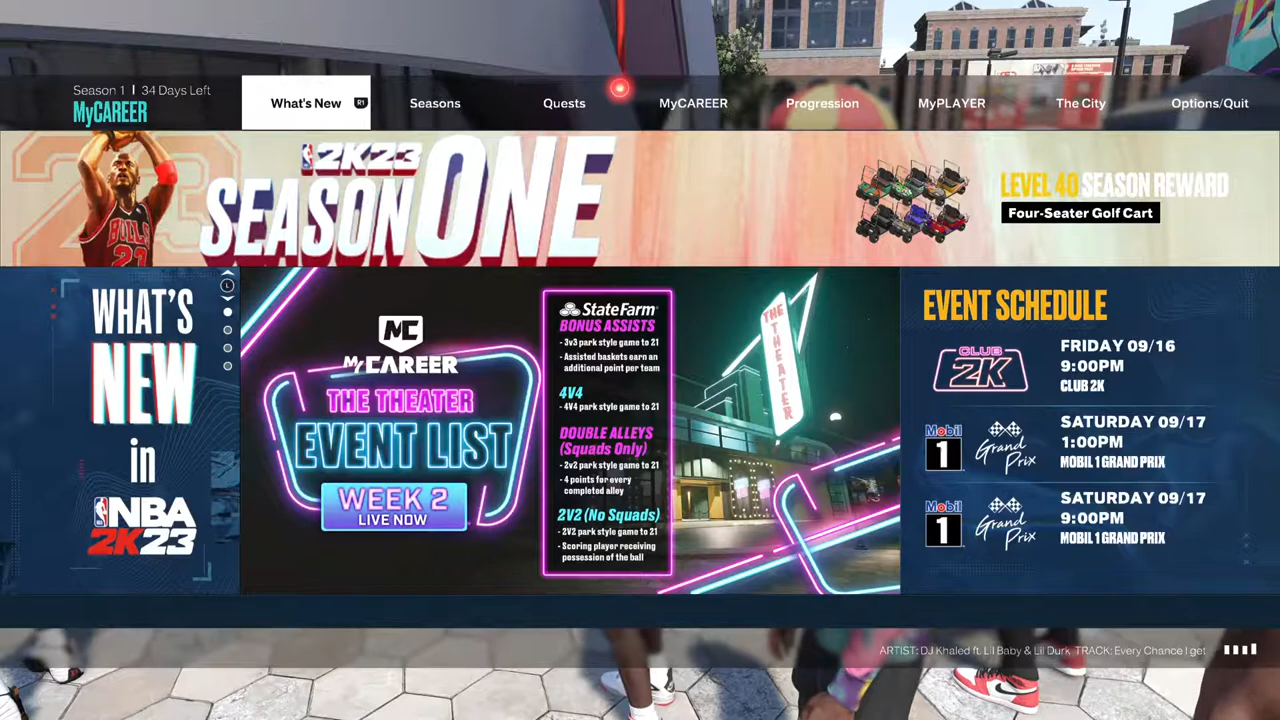 Season 1 | 34 Days Left
MyCAREER
What's New R1
Seasons
Quests
MyCAREER
Progression
MyPLAYER
The City
Options/Quit
23
BULLS
23
NBA 2K23
SEASON ONE
LEVEL 40 SEASON REWARD
Four-Seater Golf Cart
WHAT'S
NEW
in
NBA
2K23
L
MC
MyCAREER
THE THEATER
EVENT LIST
WEEK 2
LIVE NOW
StateFarm
BONUS ASSISTS
- 3v3 park style game to 21
- Assisted baskets earn an
additional point per team
4V4
- 4V4 park style game to 21
DOUBLE ALLEYS
(Squads Only)
- 2v2 park style game to 21
- 4 points for every
completed alley
2V2 (No Squads)
- 2V2 park style game to 21
- Scoring player receiving
possession of the ball
THE THEATER
EVENT SCHEDULE
CLUB
2K
FRIDAY 09/16
9:00PM
CLUB 2K
Mobil
1
Grand
Prix
SATURDAY 09/17
1:00PM
MOBIL 1 GRAND PRIX
Mobil
1
Grand
Prix
SATURDAY 09/17
9:00PM
MOBIL 1 GRAND PRIX
ARTIST: DJ Khaled ft. Lil Baby & Lil Durk TRACK: Every Chance I get